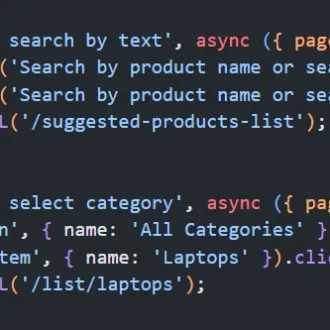 search by text', async ({ pag
('Search by product name or sea
('Search by product name or sea
L('/suggested-products-list');
select category', async ({ p
n', { name: 'All Categories' }
tem', { name: 'Laptops' }).clic
L('/list/laptops');